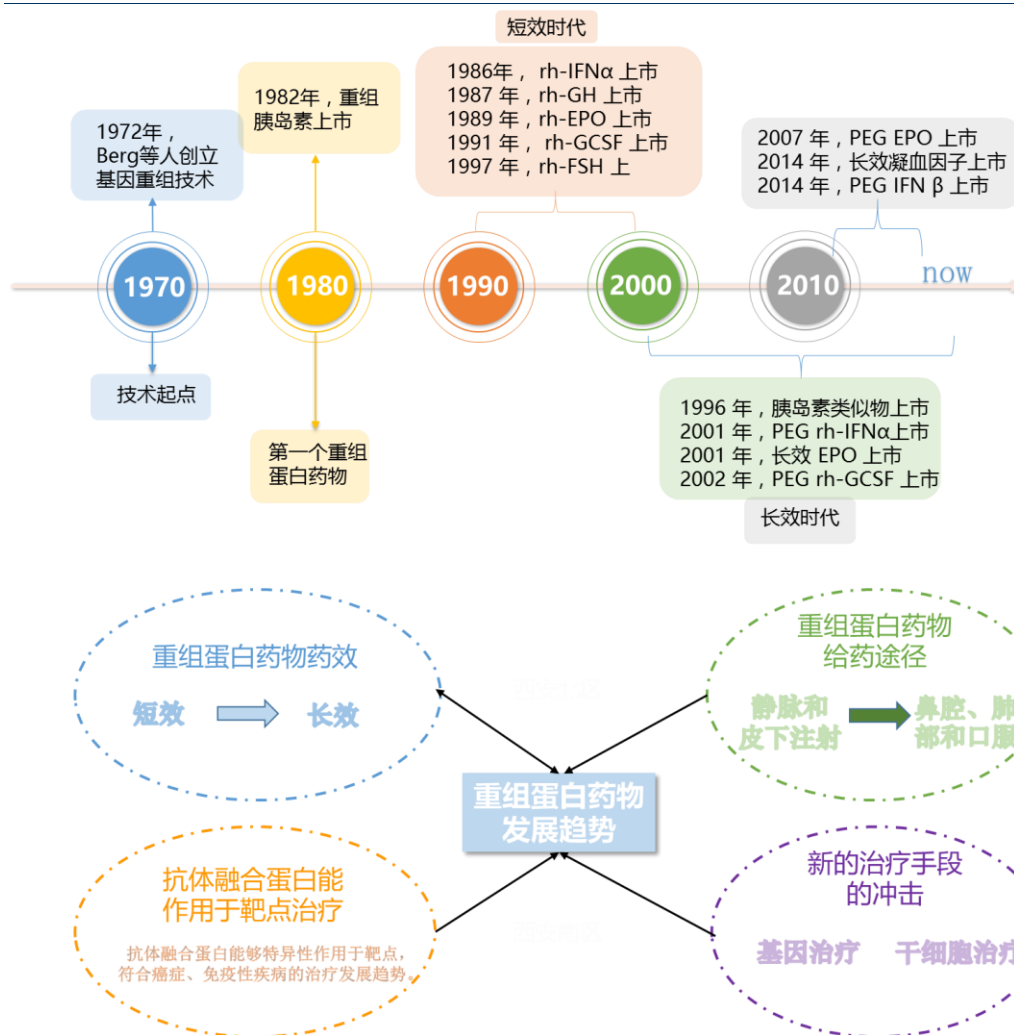 短效时代
1986年， rh-IFNα 上市
1987 年，rh-GH 上市
1989 年，rh-EPO 上市
1991 年， rh-GCSF 上市
1997 年，rh-FSH 上
1982年，重组
胰岛素上市
1972年，
Berg等人创立
基因重组技术
2007 年，PEG EPO 上市
2014 年，长效凝血因子上市
2014 年，PEG IFN β 上市
1970
1980
1990
2000
2010
now
技术起点
第一个重组
蛋白药物
1996 年，胰岛素类似物上市
2001 年，PEG rh-IFNα上市
2001 年，长效 EPO 上市
2002 年，PEG rh-GCSF 上市
长效时代
重组蛋白药物药效
短效
长效
重组蛋白药物
给药途径
静脉和
皮下注射
鼻腔、肺
部和口服
重组蛋白药物
发展趋势
抗体融合蛋白能
作用于靶点治疗
抗体融合蛋白能够特异性作用于靶点，
符合癌症、免疫性疾病的治疗发展趋势。
新的治疗手段
的冲击
基因治疗
干细胞治疗